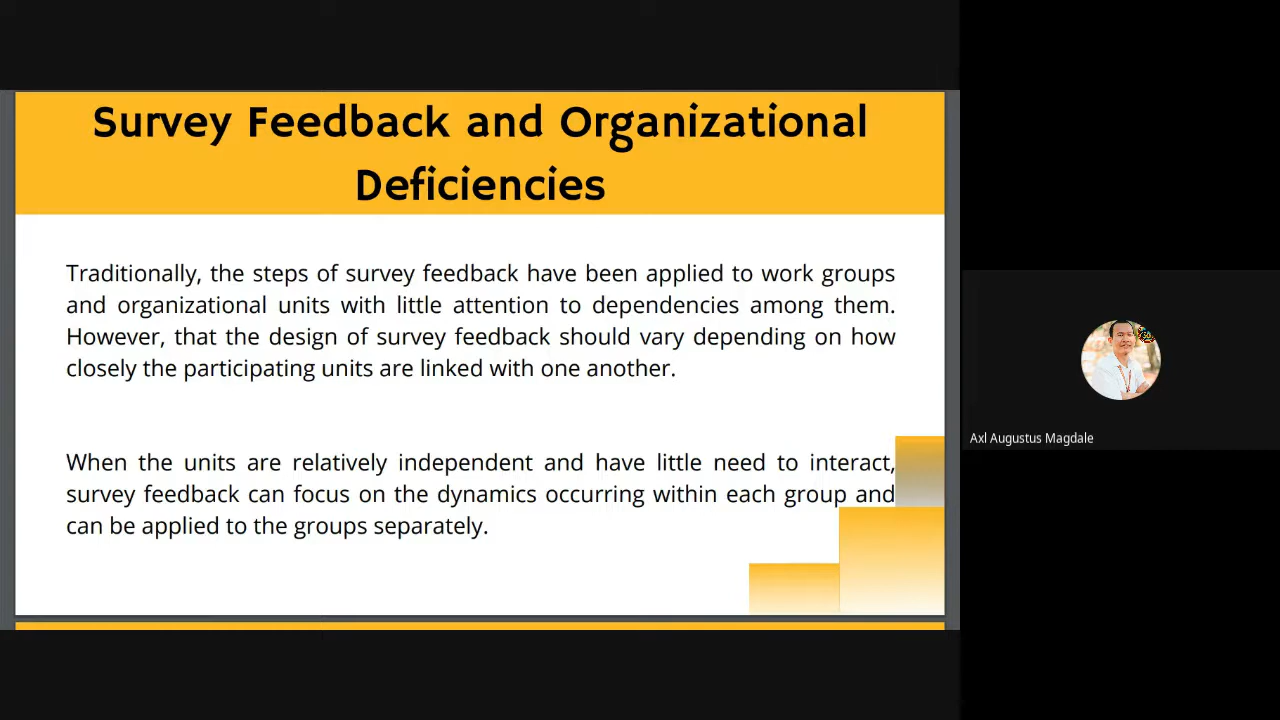 Survey Feedback and Organizational
Deficiencies
Traditionally, the steps of survey feedback have been applied to work groups
and organizational units with little attention to dependencies among them.
However, that the design of survey feedback should vary depending on how
closely the participating units are linked with one another.
When the units are relatively independent and have little need to interact,
survey feedback can focus on the dynamics occurring within each group and
can be applied to the groups separately.
Axl Augustus Magdale